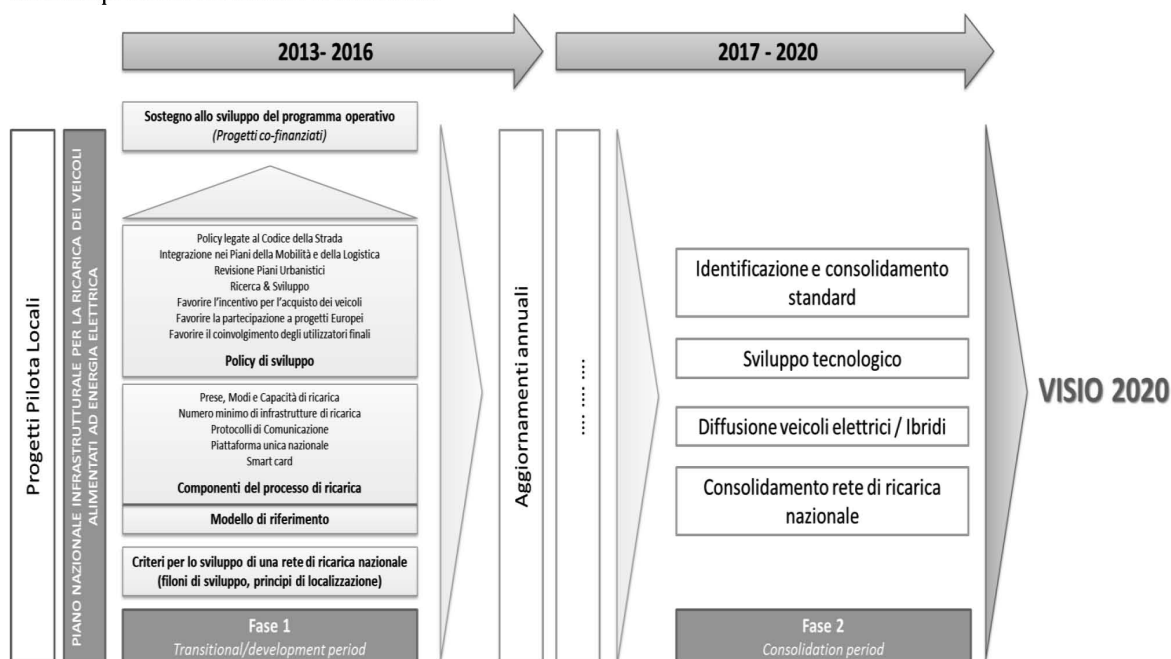 2013- 2016
2017 - 2020
Progetti Pilota Locali
PIANO NAZIONALE INFRASTRUTTURALE PER LA RICARICA DEI VEICOLI
ALIMENTATI AD ENERGIA ELETTRICA
Sostegno allo sviluppo del programma operativo
(Progetti co-finanziati)
Policy legate al Codice della Strada
Integrazione nei Piani della Mobilità e della Logistica
Revisione Piani Urbanistici
Ricerca & Sviluppo
Favorire l'incentivo per l'acquisto dei veicoli
Favorire la partecipazione a progetti Europei
Favorire il coinvolgimento degli utilizzatori finali
Policy di sviluppo
Prese, Modi e Capacità di ricarica
Numero minimo di infrastrutture di ricarica
Protocolli di Comunicazione
Piattaforma unica nazionale
Smart card
Componenti del processo di ricarica
Modello di riferimento
Criteri per lo sviluppo di una rete di ricarica nazionale
(filoni di sviluppo, principi di localizzazione)
Fase 1
Transitional/development period
Aggiornamenti annuali
.... .... ....
Identificazione e consolidamento
standard
Sviluppo tecnologico
Diffusione veicoli elettrici / Ibridi
Consolidamento rete di ricarica
nazionale
Fase 2
Consolidation period
VISIO 2020